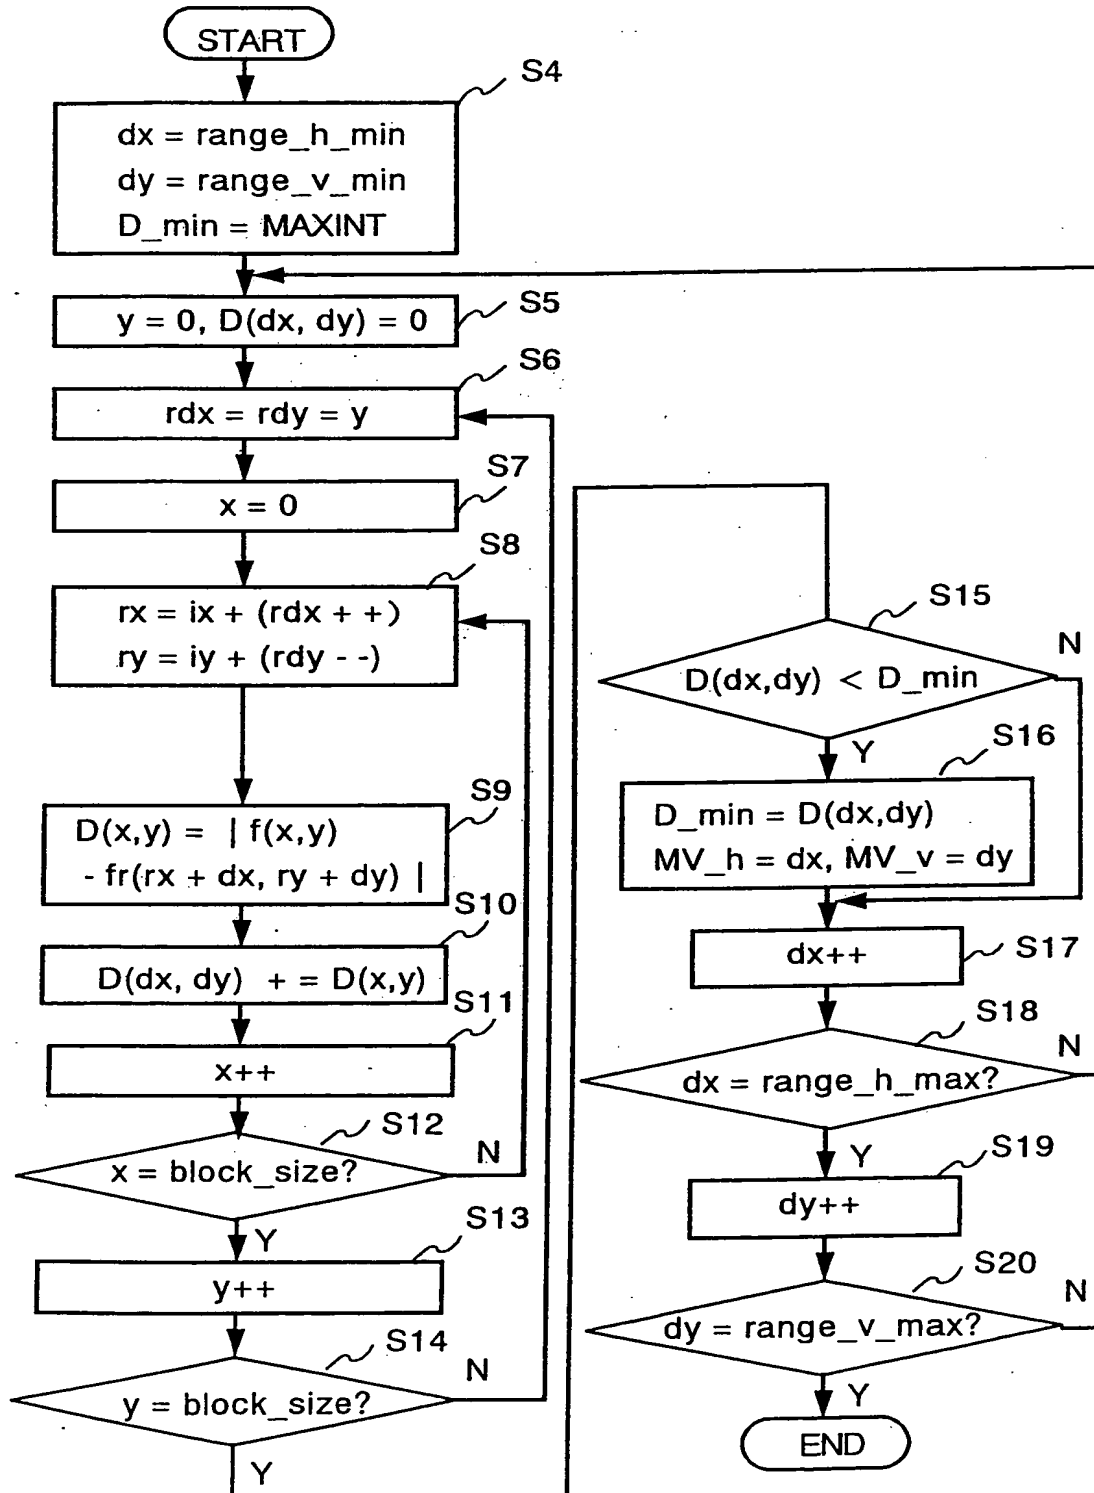 START
S4
dx = range_h_min
dy = range_v_min
D_min = MAXINT
S5
y = 0, D(dx, dy) = 0
S6
rdx = rdy = y
S7
x = 0
S8
rx = ix + (rdx + +)
ry = iy + (rdy - -)
S9
D(x,y) = | f(x,y)
- fr(rx + dx, ry + dy) |
S10
D(dx, dy) + = D(x,y)
S11
x++
S12
x = block_size?
N
Y
S13
y++
S14
y = block_size?
N
Y
S15
D(dx,dy) < D_min
N
Y
S16
D_min = D(dx,dy)
MV_h = dx, MV_v = dy
S17
dx++
S18
dx = range_h_max?
N
Y
S19
dy++
S20
dy = range_v_max?
N
Y
END